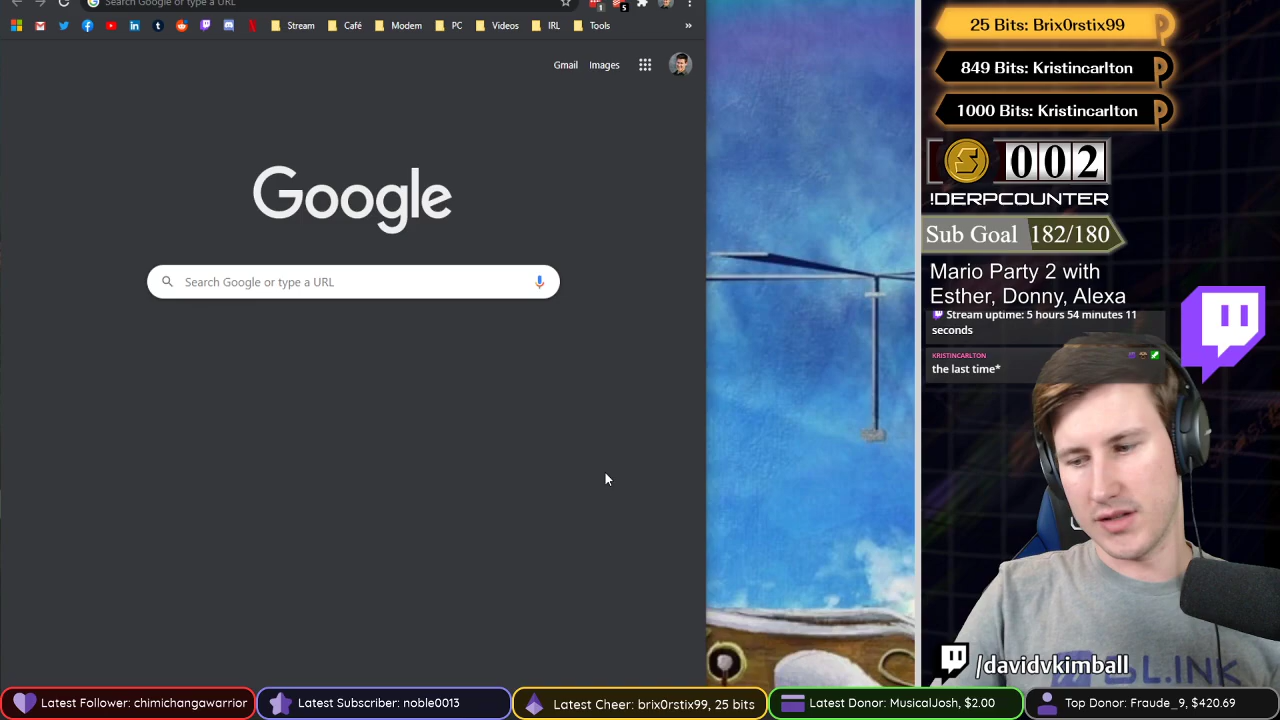 Search Google or type a URL
Stream
Café
Modem
PC
Videos
IRL
Tools
»
Gmail
Images
Google
Search Google or type a URL
25 Bits: Brix0rstix99
849 Bits: Kristincarlton
1000 Bits: Kristincarlton
002
!DERPCOUNTER
Sub Goal 182/180
Mario Party 2 with
Esther, Donny, Alexa
Stream uptime: 5 hours 54 minutes 11
seconds
KRISTINCARLTON
the last time*
/davidvkimball
Latest Follower: chimichangawarrior
Latest Subscriber: noble0013
Latest Cheer: brix0rstix99, 25 bits
Latest Donor: MusicalJosh, $2.00
Top Donor: Fraude_9, $420.69